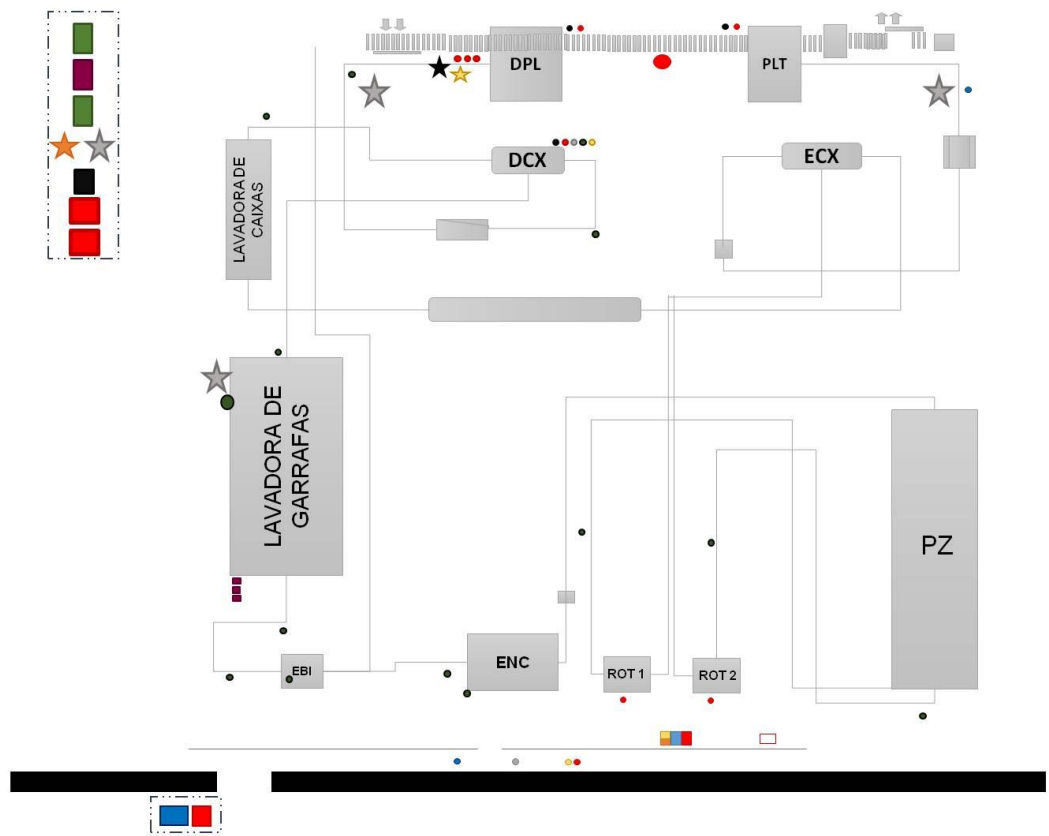 DPL
PLT
DCX
ECX
LAVADORA DE
CAIXAS
LAVADORA DE
GARRAFAS
PZ
EBI
ENC
ROT 1
ROT 2